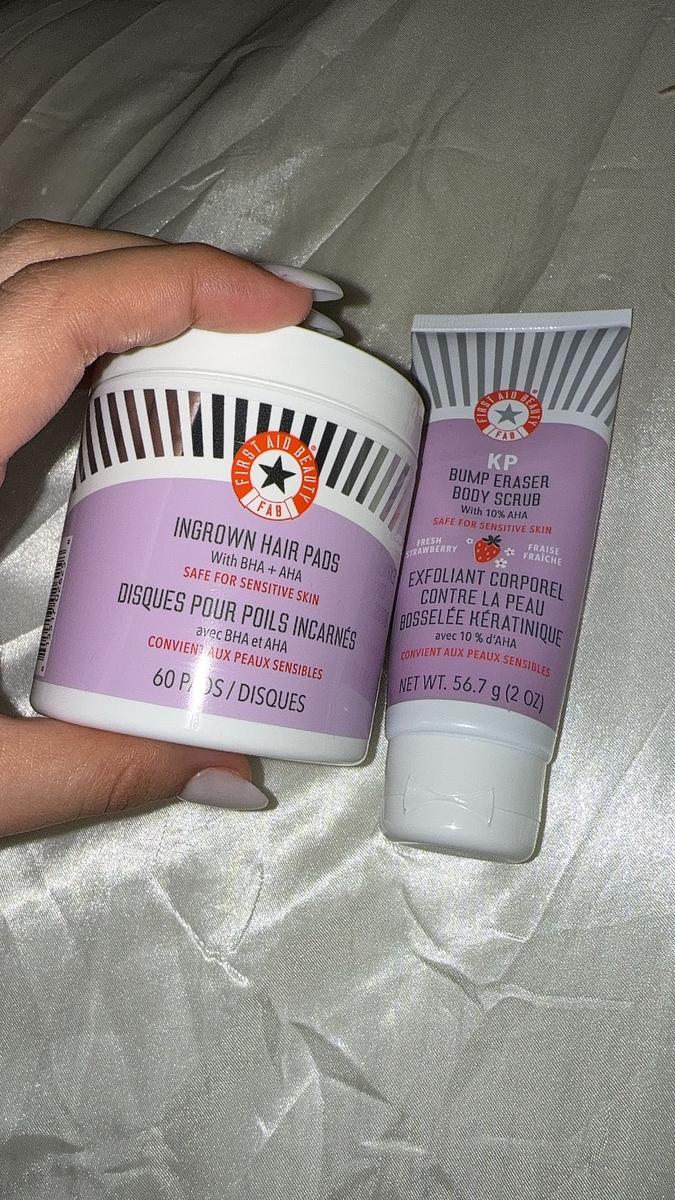 FIRST AID BEAUTY
FAB
INGROWN HAIR PADS
With BHA + AHA
SAFE FOR SENSITIVE SKIN
DISQUES POUR POILS INCARNÉS
avec BHA et AHA
CONVIENT AUX PEAUX SENSIBLES
60 PADS / DISQUES
FIRST AID BEAUTY
FAB
KP
BUMP ERASER
BODY SCRUB
With 10% AHA
SAFE FOR SENSITIVE SKIN
FRESH STRAWBERRY
FRAISE FRAÎCHE
EXFOLIANT CORPOREL
CONTRE LA PEAU
BOSSELÉE KÉRATINIQUE
avec 10 % d'AHA
CONVIENT AUX PEAUX SENSIBLES
NET WT. 56.7 g (2 OZ)